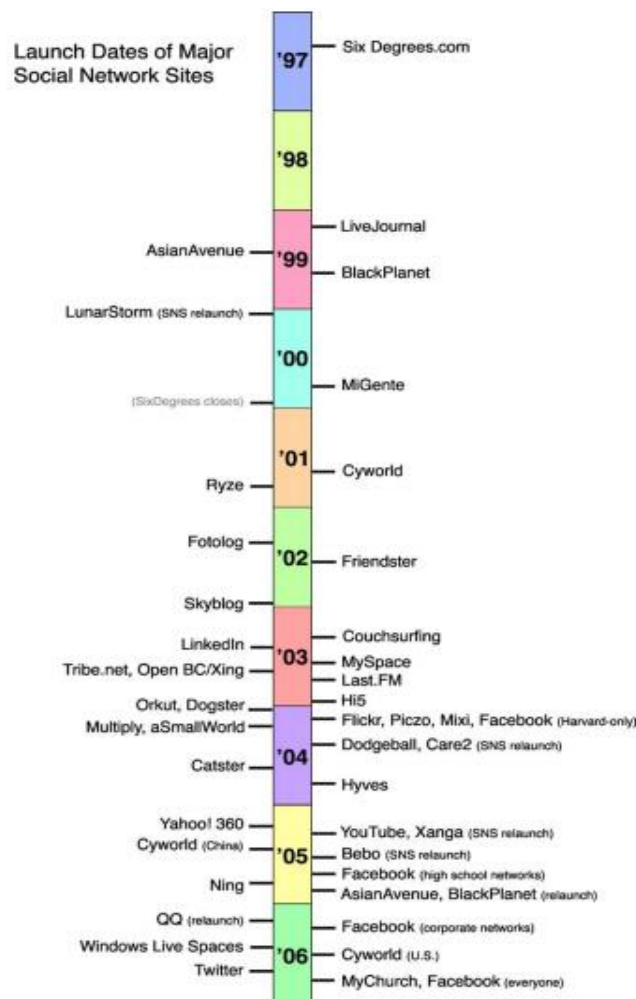 Launch Dates of Major
Social Network Sites
'97
Six Degrees.com
'98
'99
LiveJournal
AsianAvenue
BlackPlanet
LunarStorm (SNS relaunch)
'00
MiGente
(SixDegrees closes)
'01
Cyworld
Ryze
Fotolog
'02
Friendster
Skyblog
Couchsurfing
LinkedIn
'03
MySpace
Tribe.net, Open BC/Xing
Last.FM
Hi5
Orkut, Dogster
Flickr, Piczo, Mixi, Facebook (Harvard-only)
Multiply, aSmallWorld
Dodgeball, Care2 (SNS relaunch)
'04
Catster
Hyves
Yahoo! 360
YouTube, Xanga (SNS relaunch)
Cyworld (China)
'05
Bebo (SNS relaunch)
Facebook (high school networks)
Ning
AsianAvenue, BlackPlanet (relaunch)
QQ (relaunch)
Facebook (corporate networks)
Windows Live Spaces
'06
Cyworld (U.S.)
Twitter
MyChurch, Facebook (everyone)